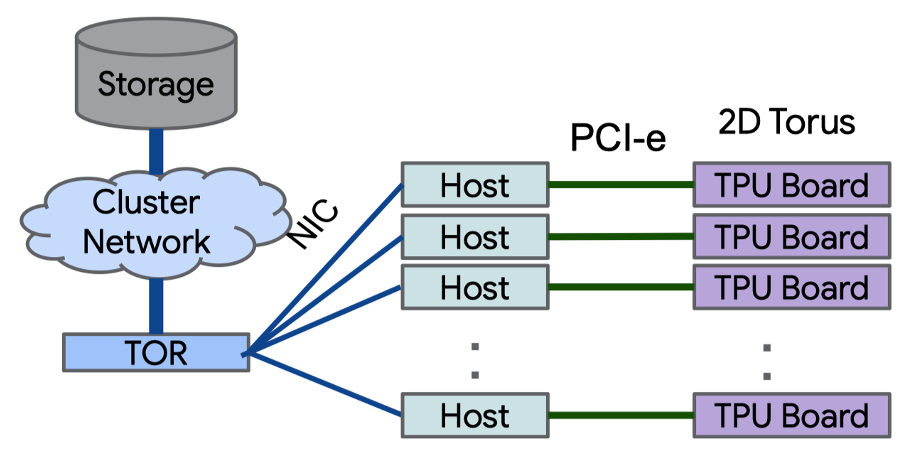 Storage
Cluster
Network
TOR
NIC
PCI-e
2D Torus
Host
TPU Board
Host
TPU Board
Host
TPU Board
Host
TPU Board